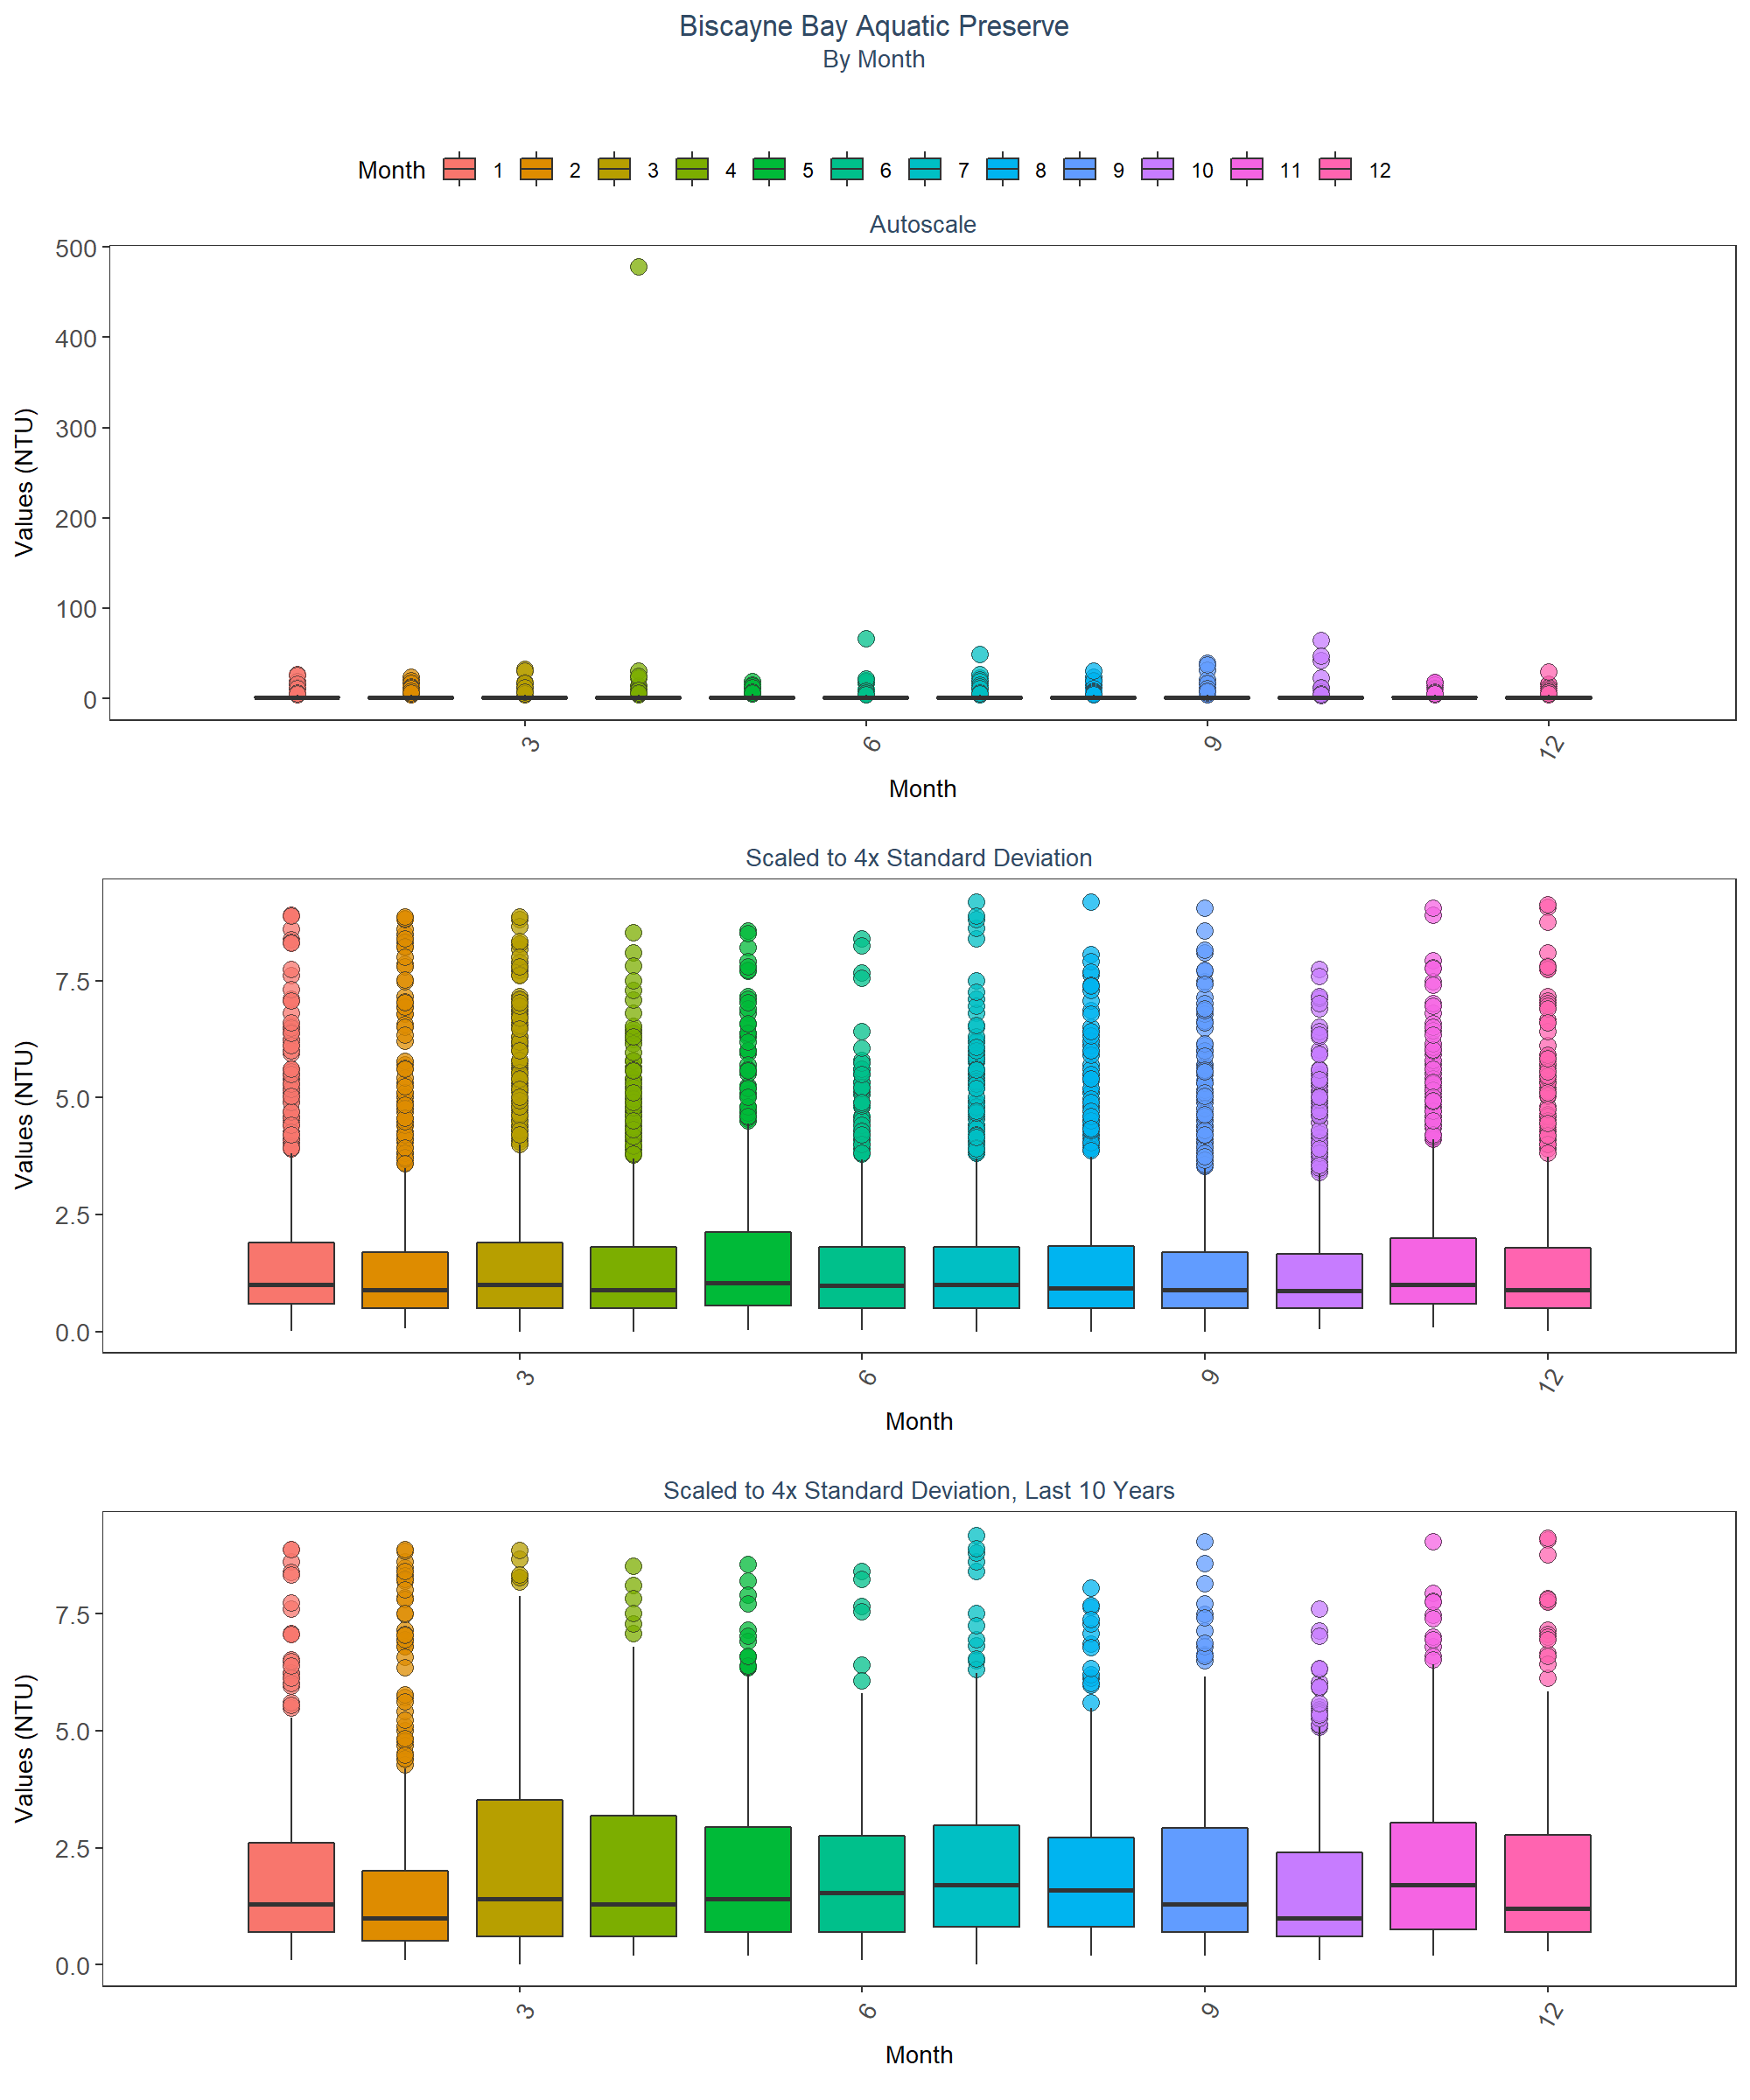 Biscayne Bay Aquatic Preserve
By Month
Month 1 2 3 4 5 6 7 8 9 10 11 12
Autoscale
500
400
300
200
100
0
Values (NTU)
3 6 9 12
Month
Scaled to 4x Standard Deviation
7.5
5.0
2.5
0.0
Values (NTU)
3 6 9 12
Month
Scaled to 4x Standard Deviation, Last 10 Years
7.5
5.0
2.5
0.0
Values (NTU)
3 6 9 12
Month